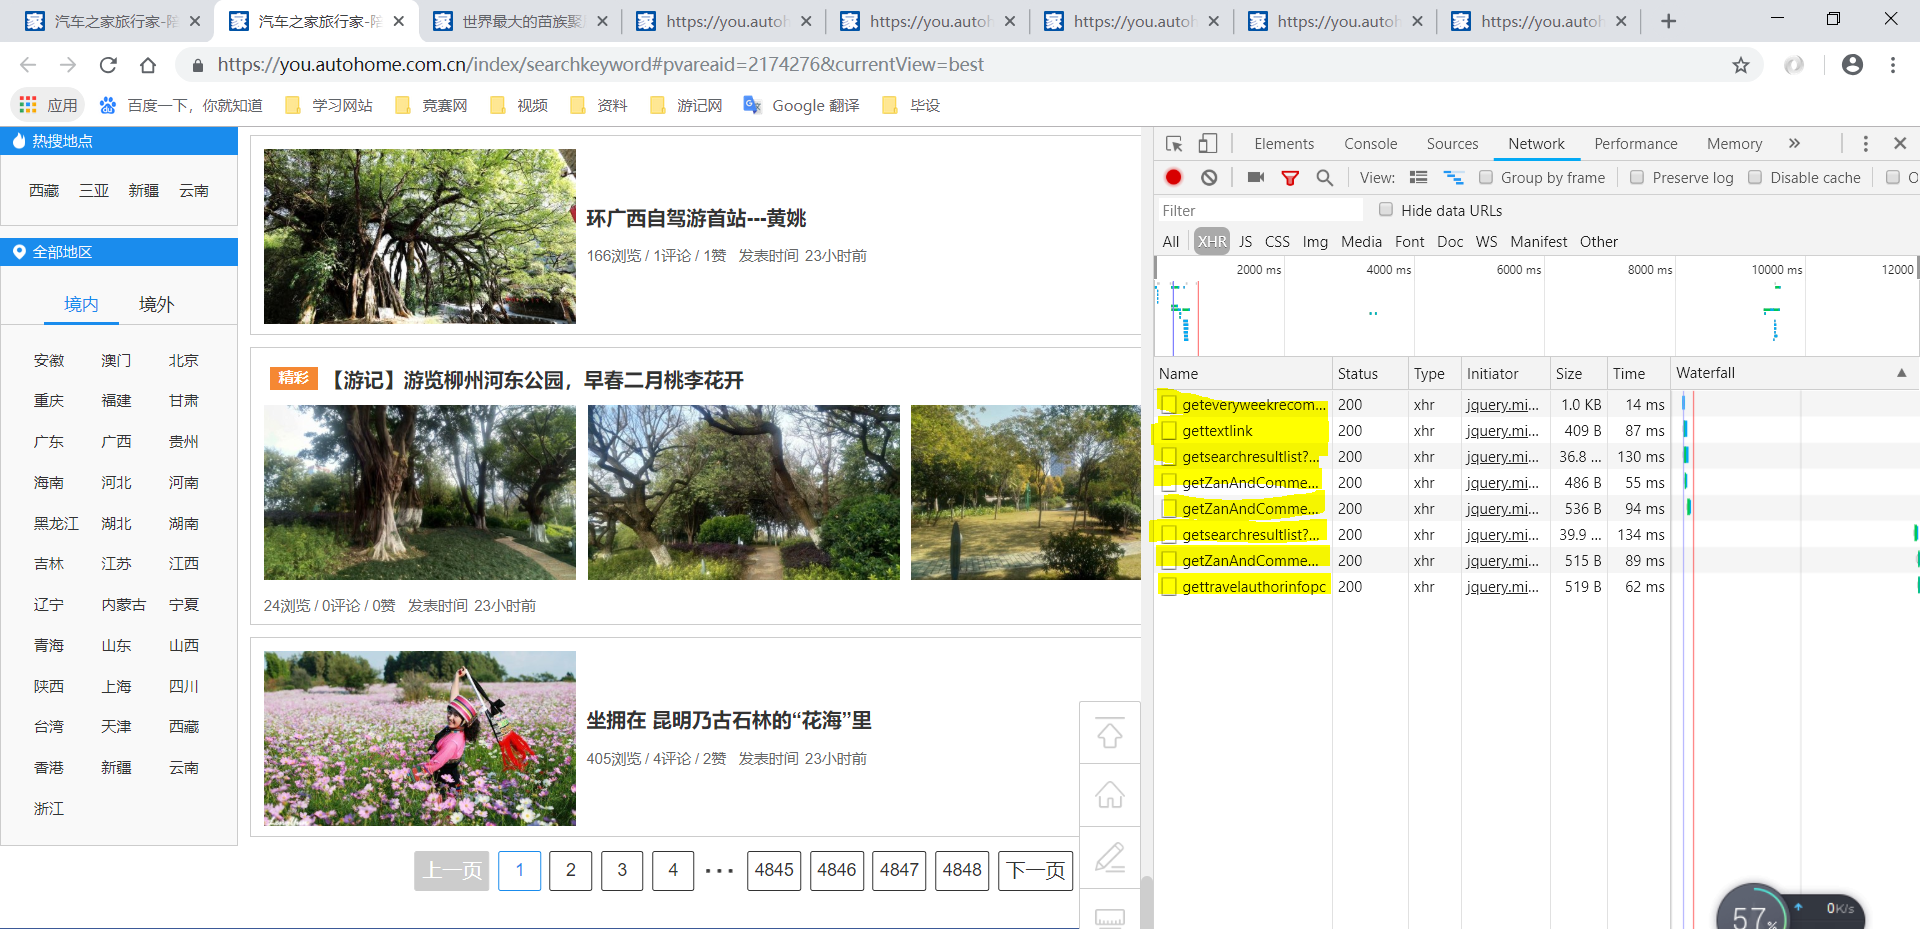 汽车之家旅行家-陪
汽车之家旅行家-陪
世界最大的苗族聚
https://you.autoh
https://you.autoh
https://you.autoh
https://you.autoh
https://you.autoh
https://you.autohome.com.cn/index/searchkeyword#pvareaid=2174276&currentView=best
应用
百度一下，你就知道
学习网站
竞赛网
视频
资料
游记网
Google 翻译
毕设
热搜地点
西藏 三亚 新疆 云南
全部地区
境内 境外
安徽 澳门 北京
重庆 福建 甘肃
广东 广西 贵州
海南 河北 河南
黑龙江 湖北 湖南
吉林 江苏 江西
辽宁 内蒙古 宁夏
青海 山东 山西
陕西 上海 四川
台湾 天津 西藏
香港 新疆 云南
浙江
环广西自驾游首站---黄姚
166浏览 / 1评论 / 1赞 发表时间 23小时前
精彩 【游记】游览柳州河东公园，早春二月桃李花开
24浏览 / 0评论 / 0赞 发表时间 23小时前
坐拥在 昆明乃古石林的“花海”里
405浏览 / 4评论 / 2赞 发表时间 23小时前
上一页 1 2 3 4 ··· 4845 4846 4847 4848 下一页
Elements Console Sources Network Performance Memory »
View: Group by frame Preserve log Disable cache O
Filter Hide data URLs
All XHR JS CSS Img Media Font Doc WS Manifest Other
2000 ms 4000 ms 6000 ms 8000 ms 10000 ms 12000
Name Status Type Initiator Size Time Waterfall
geteveryweekrecom... 200 xhr jquery.mi... 1.0 KB 14 ms
gettextlink 200 xhr jquery.mi... 409 B 87 ms
getsearchresultlist?... 200 xhr jquery.mi... 36.8 ... 130 ms
getZanAndComme... 200 xhr jquery.mi... 486 B 55 ms
getZanAndComme... 200 xhr jquery.mi... 536 B 94 ms
getsearchresultlist?... 200 xhr jquery.mi... 39.9 ... 134 ms
getZanAndComme... 200 xhr jquery.mi... 515 B 89 ms
gettravelauthorinfopc 200 xhr jquery.mi... 519 B 62 ms
57% 0K/s